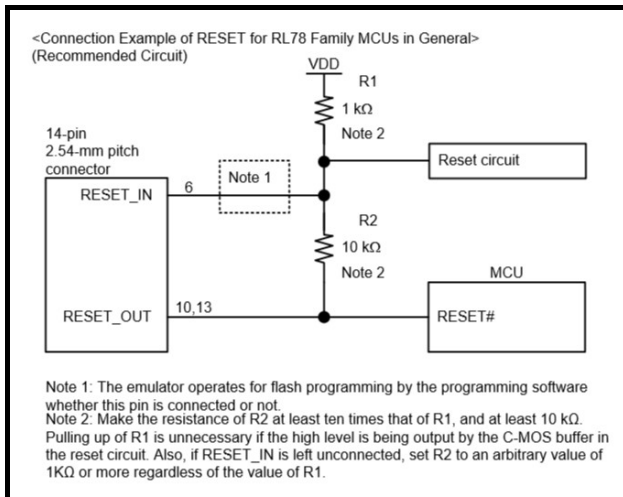 <Connection Example of RESET for RL78 Family MCUs in General>
(Recommended Circuit)
VDD
R1
1 kΩ
Note 2
14-pin
2.54-mm pitch
connector
Reset circuit
Note 1
RESET_IN
6
R2
10 kΩ
Note 2
MCU
RESET_OUT
10,13
RESET#
Note 1: The emulator operates for flash programming by the programming software
whether this pin is connected or not.
Note 2: Make the resistance of R2 at least ten times that of R1, and at least 10 kΩ.
Pulling up of R1 is unnecessary if the high level is being output by the C-MOS buffer in
the reset circuit. Also, if RESET_IN is left unconnected, set R2 to an arbitrary value of
1KΩ or more regardless of the value of R1.